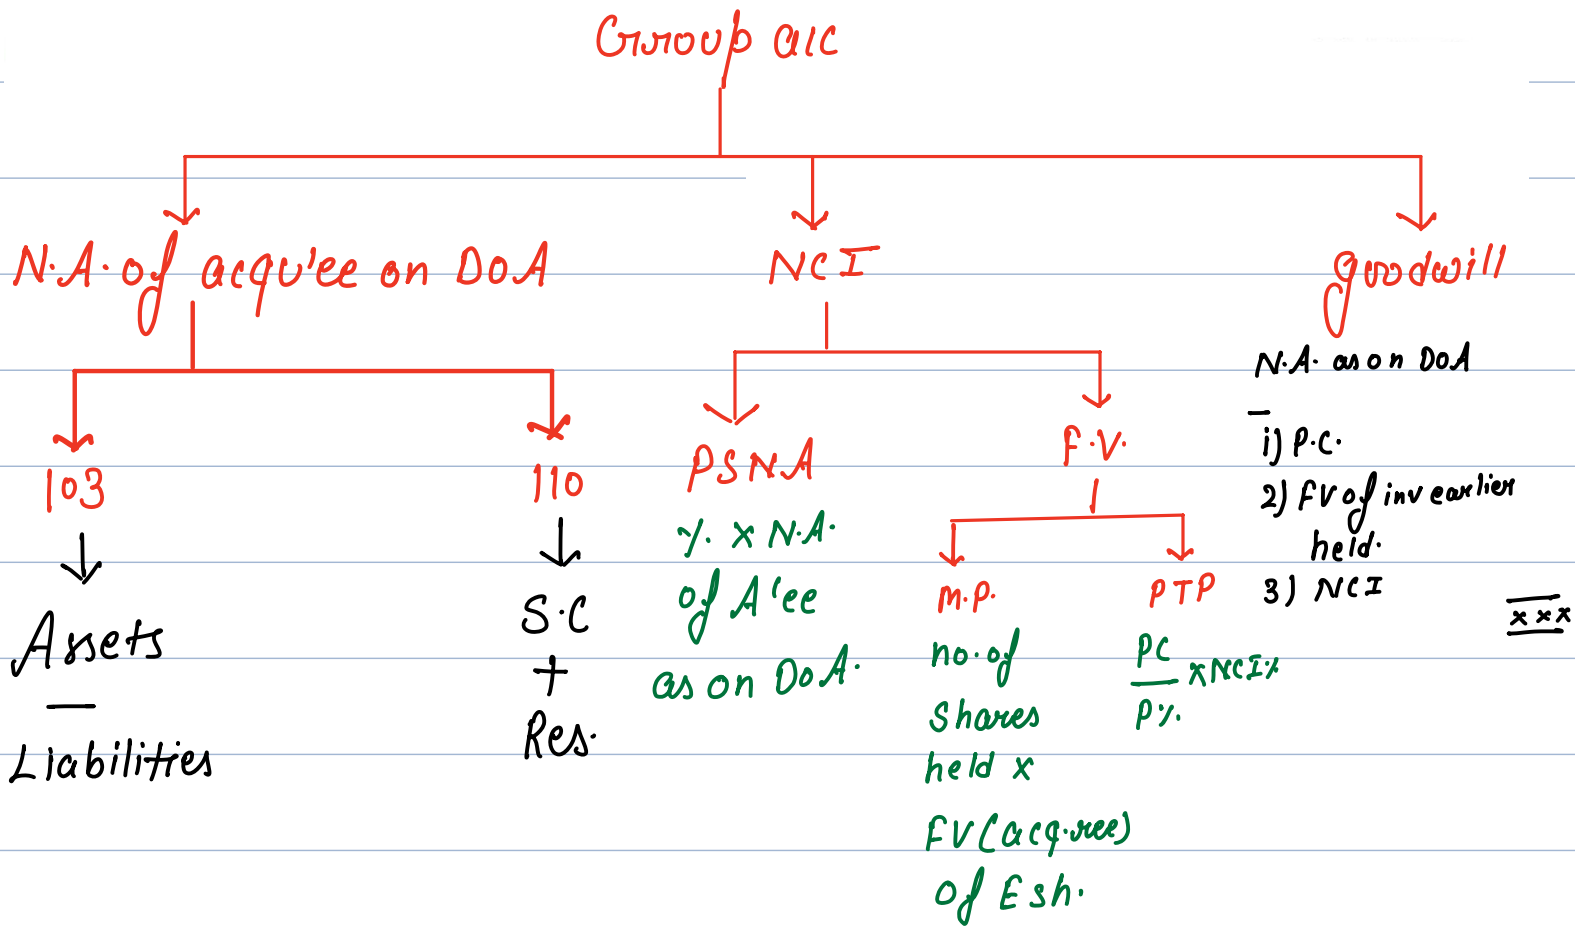 Group a/c
N.A. of acqu'ee on DOA
NCI
goodwill
103
110
Assets
—
Liabilities
S.C
+
Res.
PSNA
% x N.A.
of A'ee
as on DOA.
F.V.
M.P.
no. of
shares
held x
FV (acq.ree)
of Esh.
PTP
PC
P%
x NCI%
N.A. as on DOA
—
i) P.C.
2) FV of inv earlier
held.
3) NCI
xxx